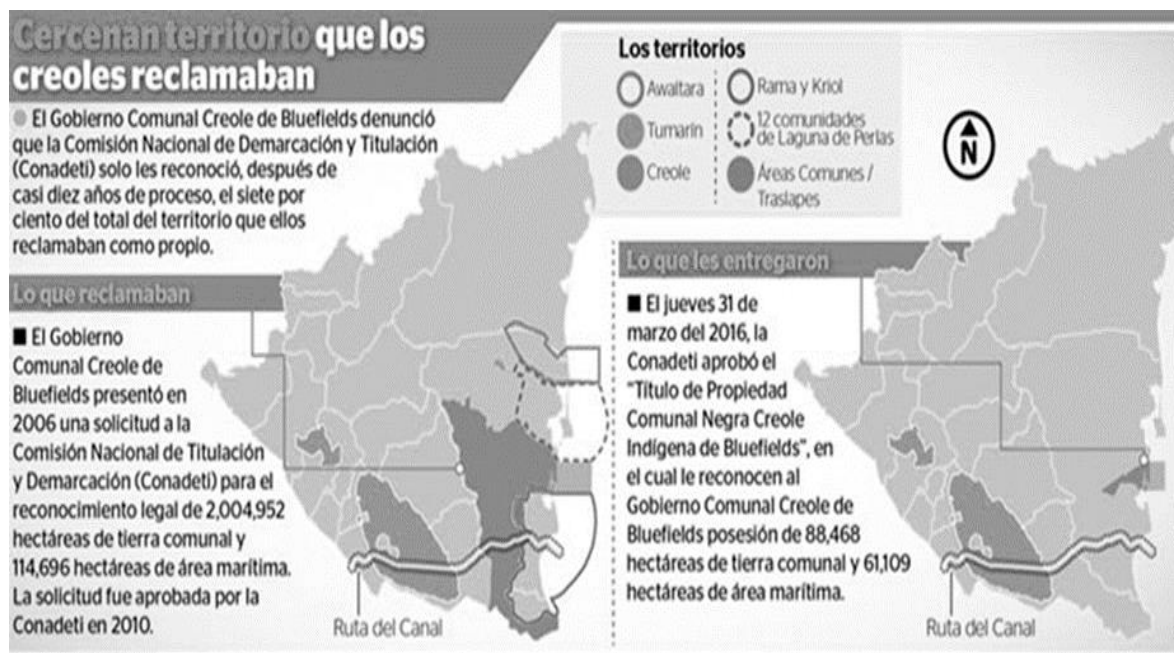 Cercenan territorio que los
creoles reclamaban
El Gobierno Comunal Creole de Bluefields denunció
que la Comisión Nacional de Demarcación y Titulación
(Conadeti) solo les reconoció, después de
casi diez años de proceso, el siete por
ciento del total del territorio que ellos
reclamaban como propio.
Los territorios
Awaltara
Tumarín
Creole
Rama y Kriol
12 comunidades
de Laguna de Perlas
Áreas Comunes /
Traslapes
N
Lo que reclamaban
■ El Gobierno
Comunal Creole de
Bluefields presentó en
2006 una solicitud a la
Comisión Nacional de Titulación
y Demarcación (Conadeti) para el
reconocimiento legal de 2,004,952
hectáreas de tierra comunal y
114,696 hectáreas de área marítima.
La solicitud fue aprobada por la
Conadeti en 2010.
Ruta del Canal
Lo que les entregaron
■ El jueves 31 de
marzo del 2016, la
Conadeti aprobó el
"Título de Propiedad
Comunal Negra Creole
Indígena de Bluefields", en
el cual le reconocen al
Gobierno Comunal Creole de
Bluefields posesión de 88,468
hectáreas de tierra comunal y 61,109
hectáreas de área marítima.
Ruta del Canal